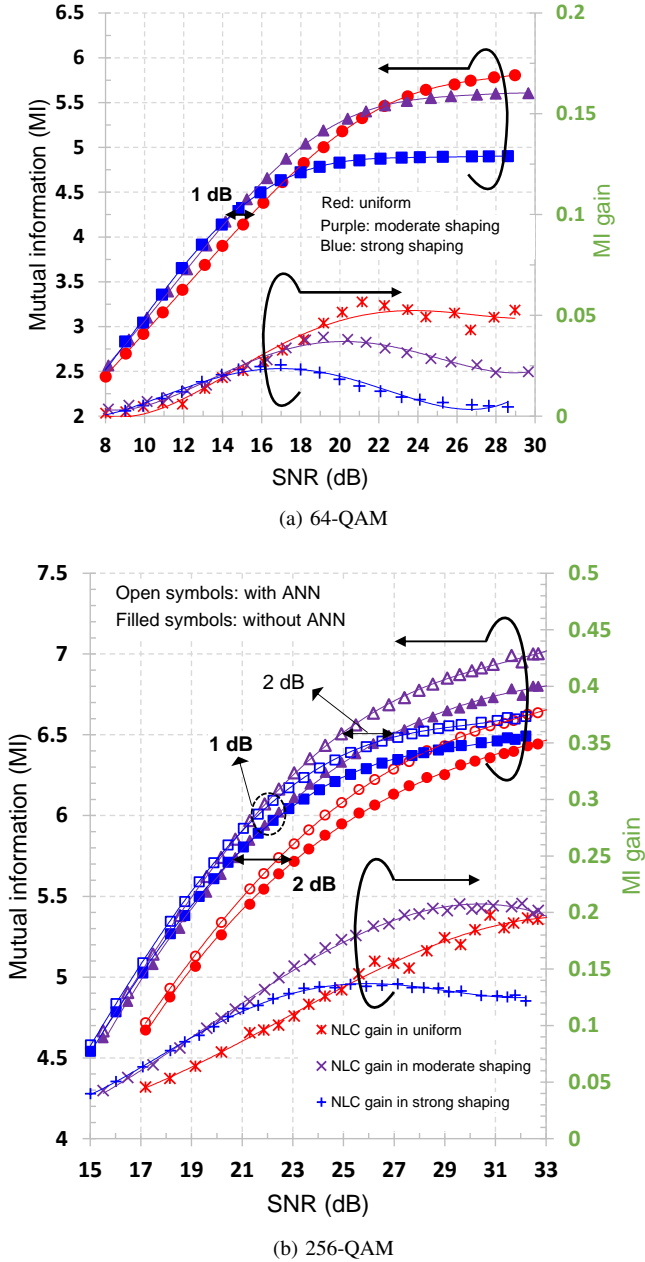 6.5
6
5.5
5
4.5
4
3.5
3
2.5
2
Mutual information (MI)
0.2
0.15
0.1
0.05
0
MI gain
1 dB
Red: uniform
Purple: moderate shaping
Blue: strong shaping
8 10 12 14 16 18 20 22 24 26 28 30
SNR (dB)
(a) 64-QAM
7.5
7
6.5
6
5.5
5
4.5
4
Mutual information (MI)
0.5
0.45
0.4
0.35
0.3
0.25
0.2
0.15
0.1
0.05
0
MI gain
Open symbols: with ANN
Filled symbols: without ANN
2 dB
1 dB
2 dB
NLC gain in uniform
NLC gain in moderate shaping
NLC gain in strong shaping
15 17 19 21 23 25 27 29 31 33
SNR (dB)
(b) 256-QAM